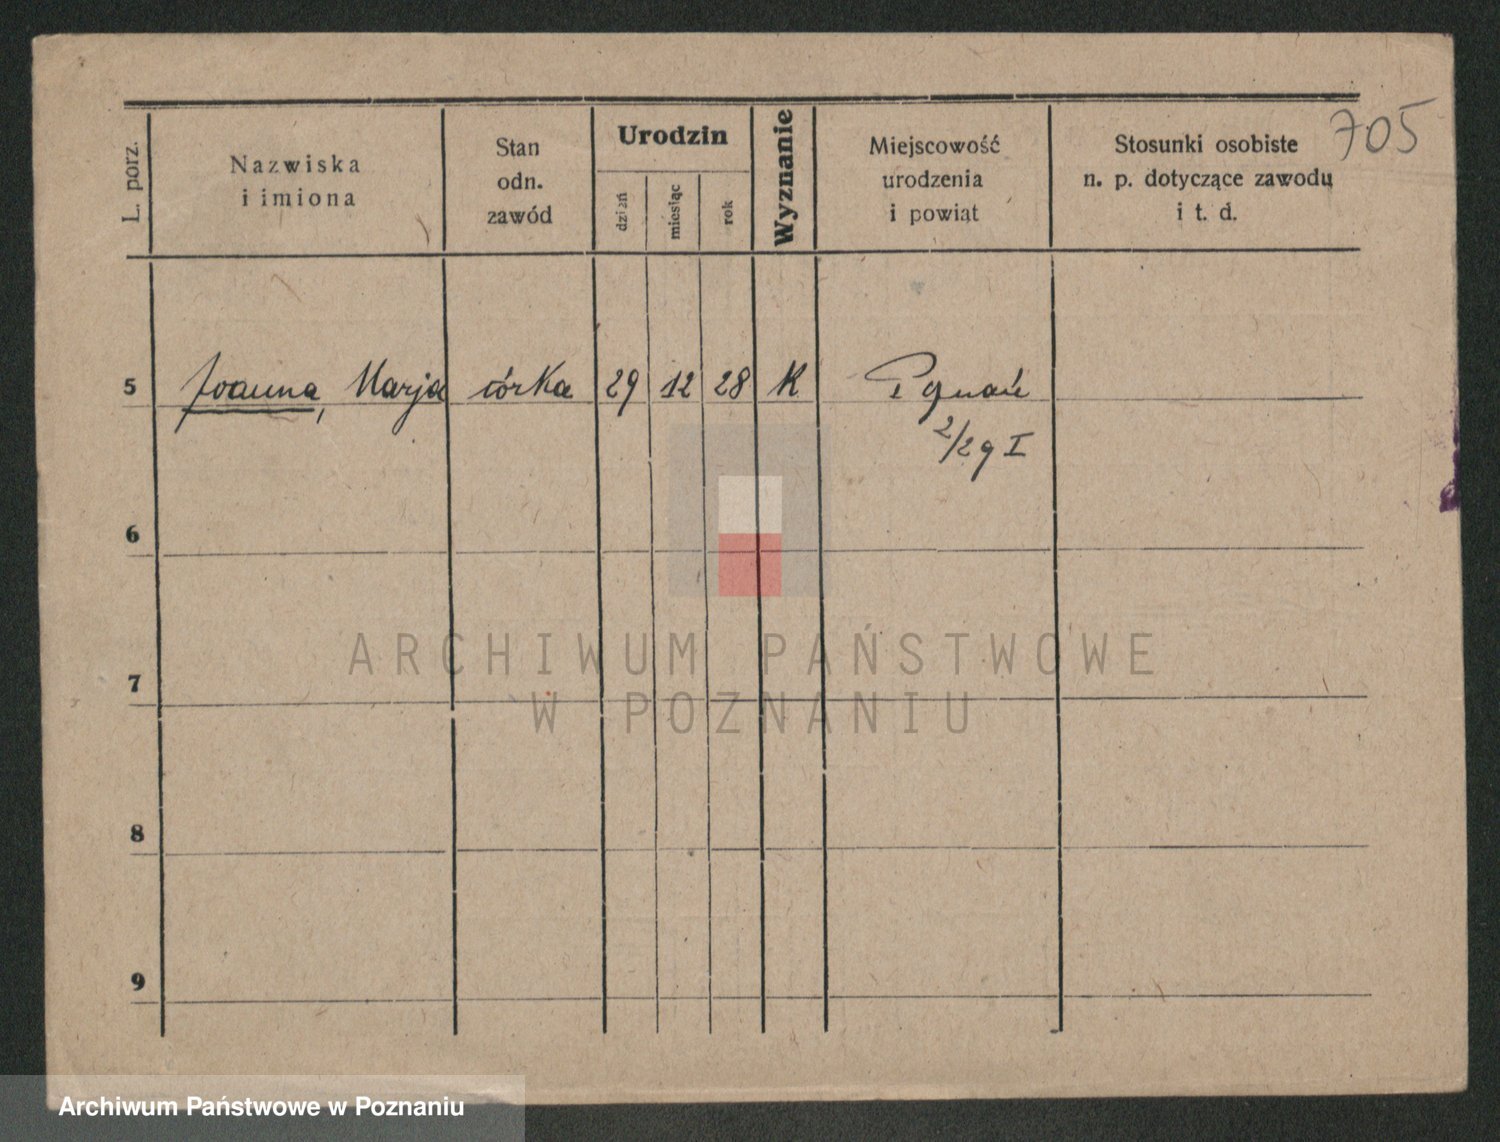 705
L. porz.
Nazwiska
i imiona
Stan
odn.
zawód
Urodzin
dzień
miesiąc
rok
Wyznanie
Miejscowość
urodzenia
i powiat
Stosunki osobiste
n. p. dotyczące zawodu
i t. d.
5 Joanna, Marja córka 29 12 28 K Poznań
2/29 I
6
7
8
9
ARCHIWUM PAŃSTWOWE
W POZNANIU
Archiwum Państwowe w Poznaniu